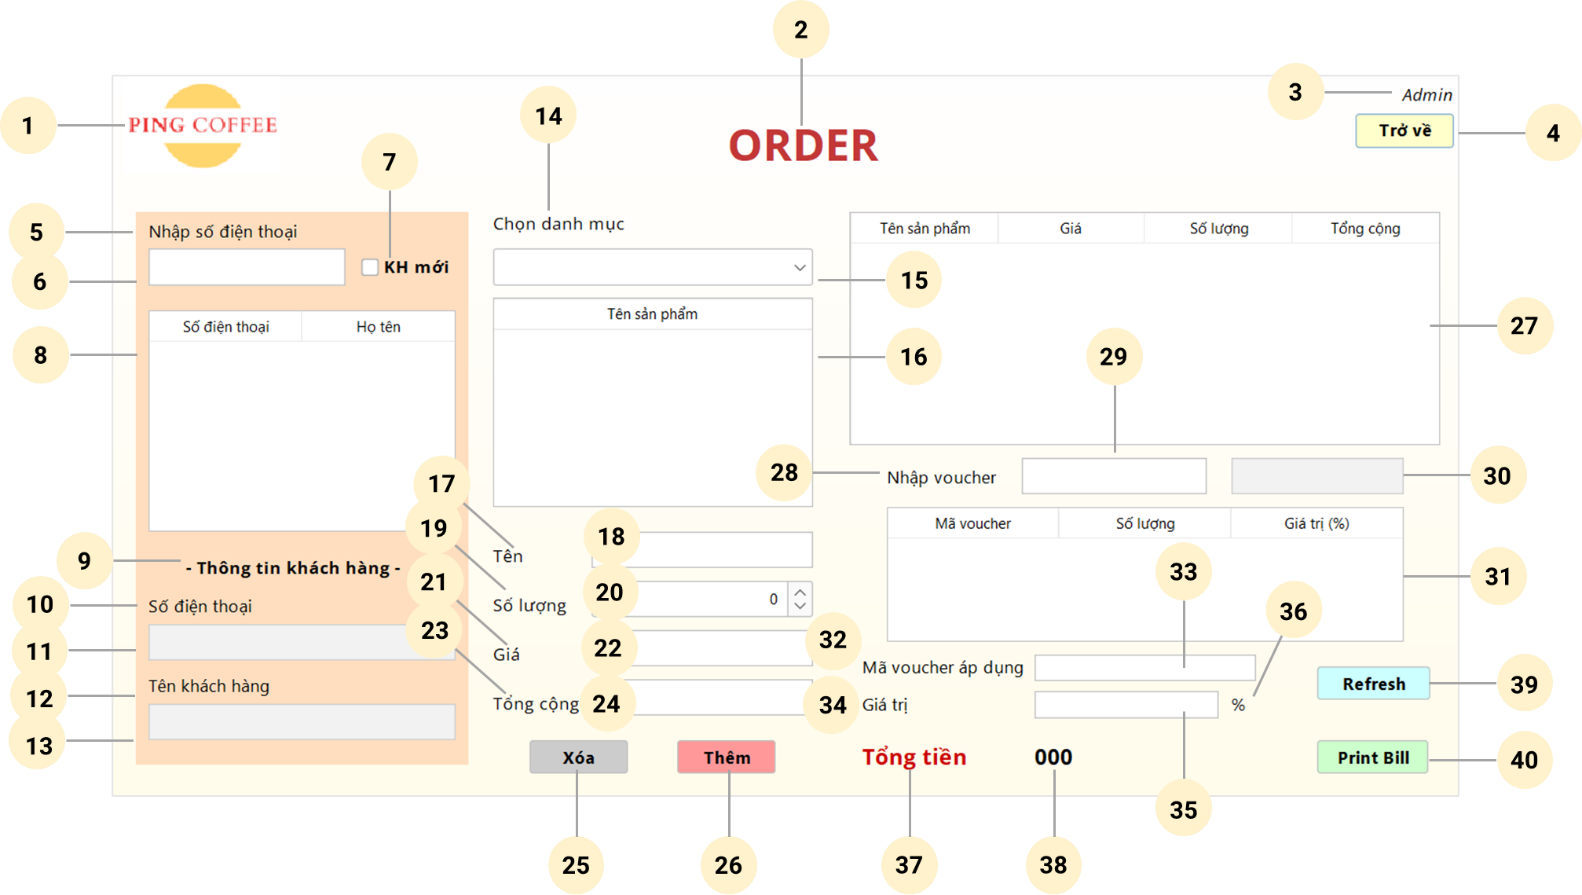 2
3
Admin
1
PING COFFEE
14
ORDER
Trở về
4
7
5
Nhập số điện thoại
Chọn danh mục
Tên sản phẩm Giá Số lượng Tổng cộng
6
KH mới
15
8
Số điện thoại Họ tên
Tên sản phẩm
16
29
27
17
28
Nhập voucher
30
19
18
Mã voucher Số lượng Giá trị (%)
9
- Thông tin khách hàng -
Tên
21
20
0
33
31
10
Số điện thoại
Số lượng
36
23
11
22
Giá
32
Mã voucher áp dụng
12
Tên khách hàng
Refresh
39
13
Tổng cộng
24
34
Giá trị
%
Xóa
Thêm
Tổng tiền
000
Print Bill
40
35
25
26
37
38